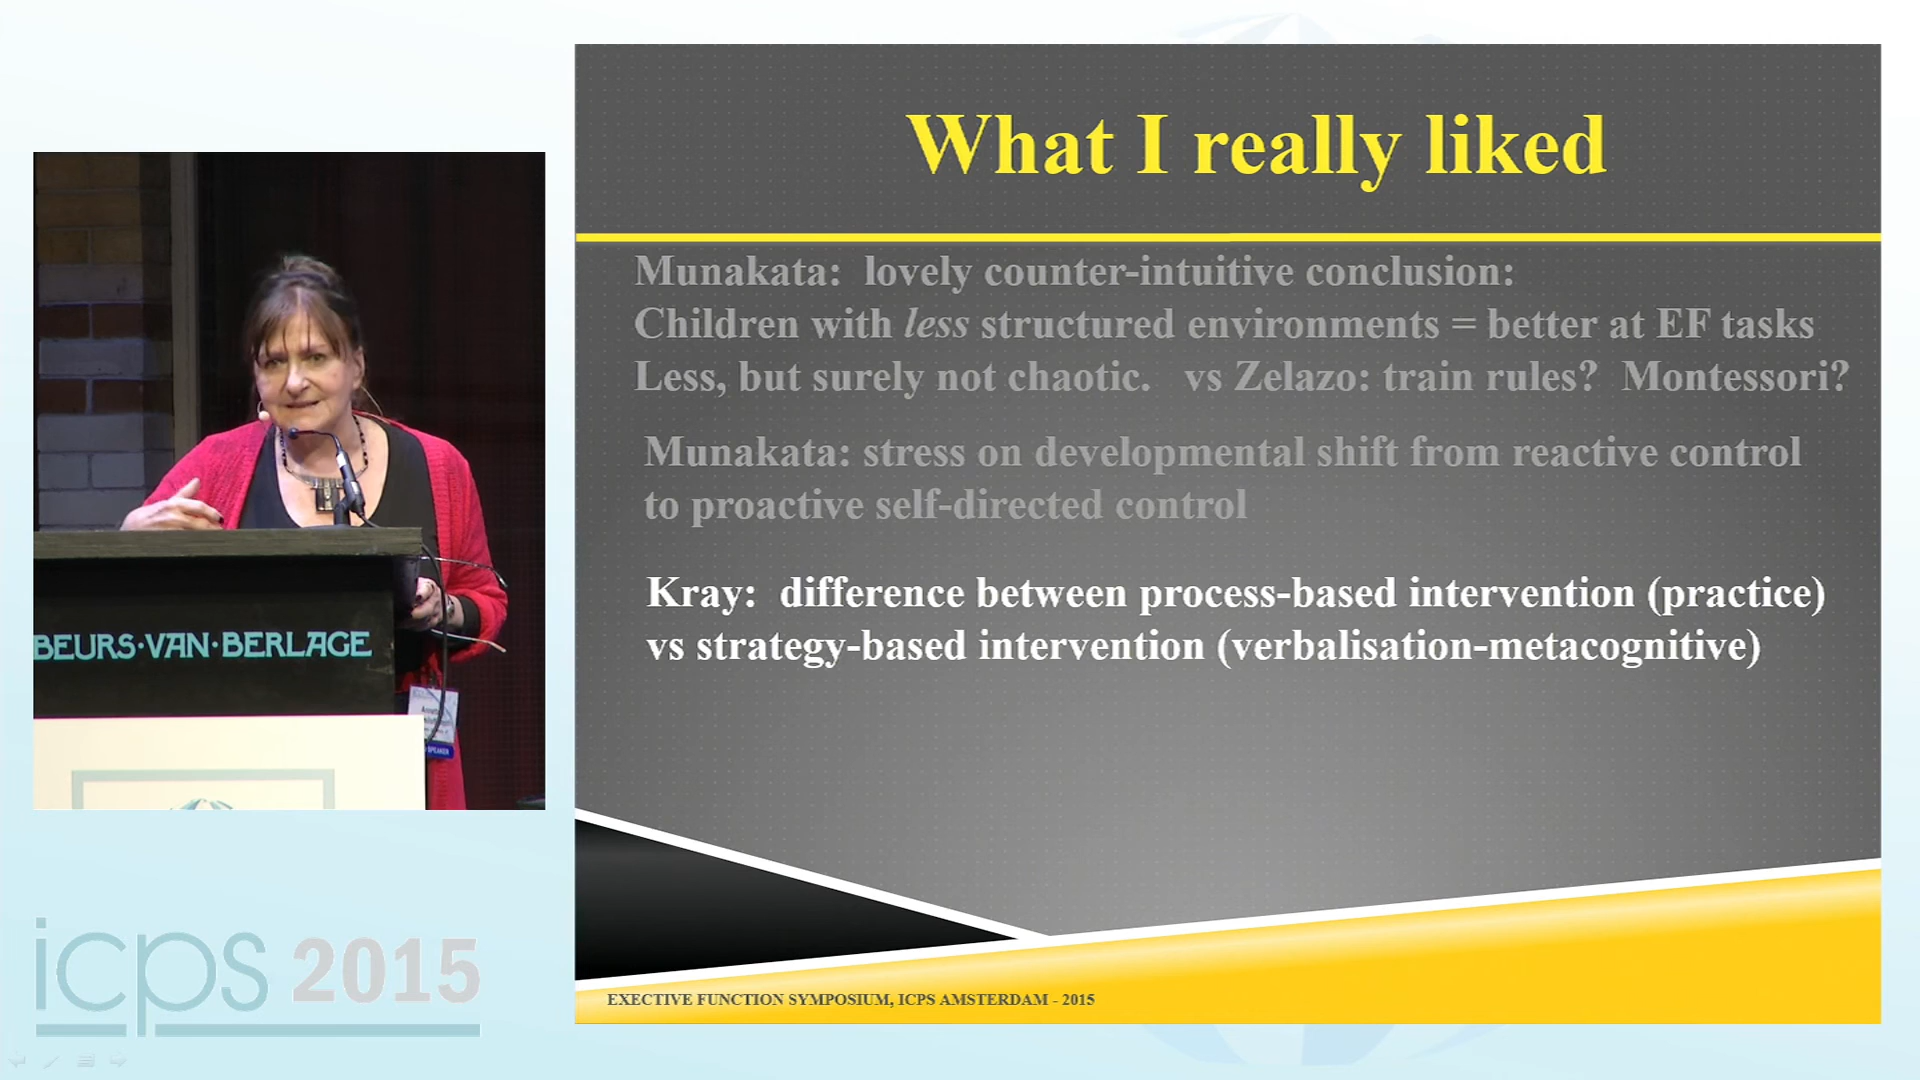 What I really liked
Munakata: lovely counter-intuitive conclusion:
Children with less structured environments = better at EF tasks
Less, but surely not chaotic. vs Zelazo: train rules? Montessori?
Munakata: stress on developmental shift from reactive control
to proactive self-directed control
Kray: difference between process-based intervention (practice)
vs strategy-based intervention (verbalisation-metacognitive)
EXECTIVE FUNCTION SYMPOSIUM, ICPS AMSTERDAM - 2015
BEURS·VAN·BERLAGE
SPEAKER
icps 2015